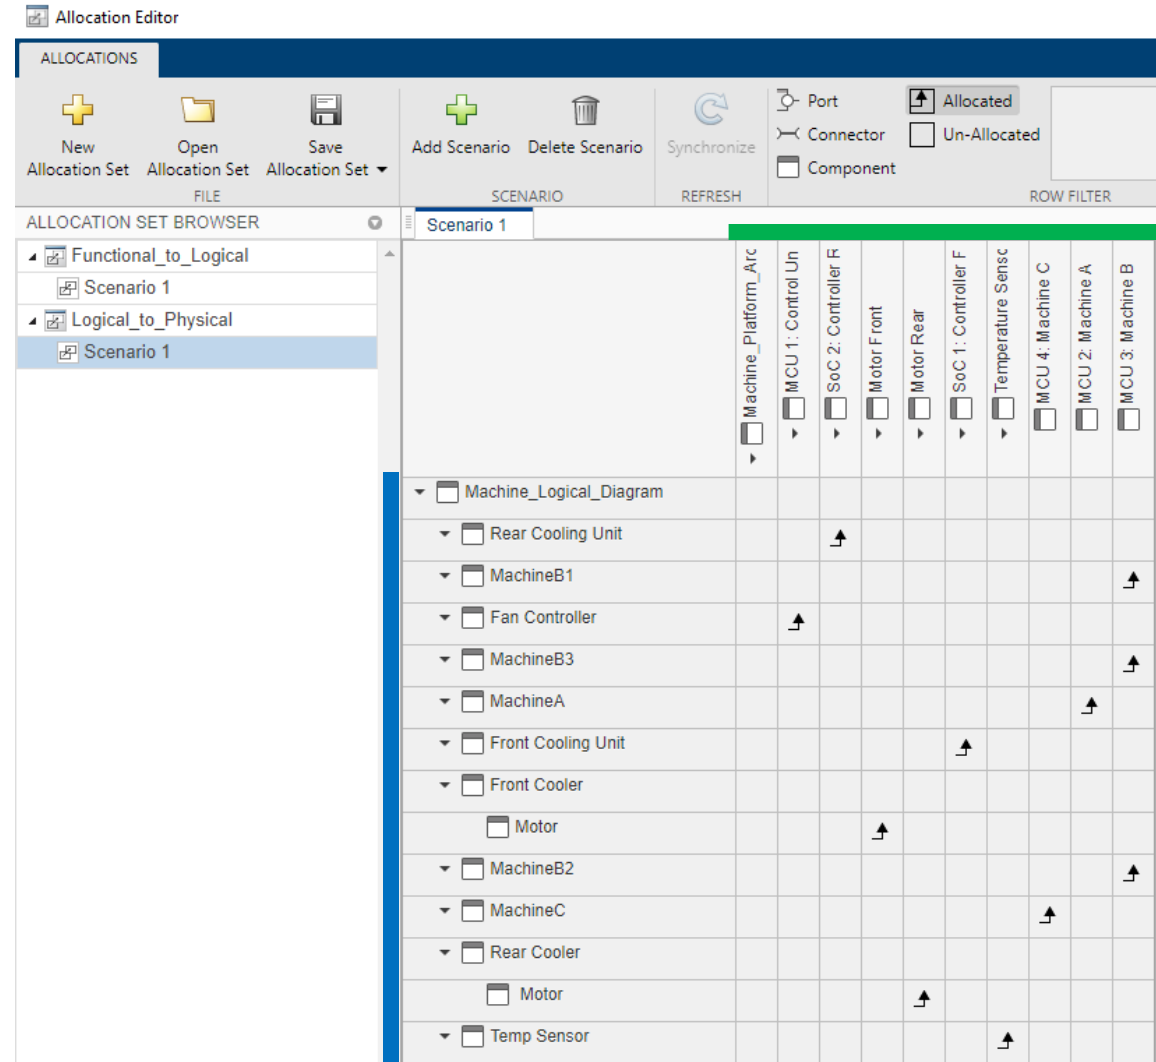 Allocation Editor
ALLOCATIONS
New
Allocation Set
Open
Allocation Set
Save
Allocation Set
FILE
Add Scenario
Delete Scenario
SCENARIO
Synchronize
REFRESH
Port
Connector
Component
Allocated
Un-Allocated
ROW FILTER
ALLOCATION SET BROWSER
Functional_to_Logical
Scenario 1
Logical_to_Physical
Scenario 1
Scenario 1
Machine_Platform_Arc
MCU 1: Control Un
SoC 2: Controller R
Motor Front
Motor Rear
SoC 1: Controller F
Temperature Sensc
MCU 4: Machine C
MCU 2: Machine A
MCU 3: Machine B
Machine_Logical_Diagram
Rear Cooling Unit
MachineB1
Fan Controller
MachineB3
MachineA
Front Cooling Unit
Front Cooler
Motor
MachineB2
MachineC
Rear Cooler
Motor
Temp Sensor